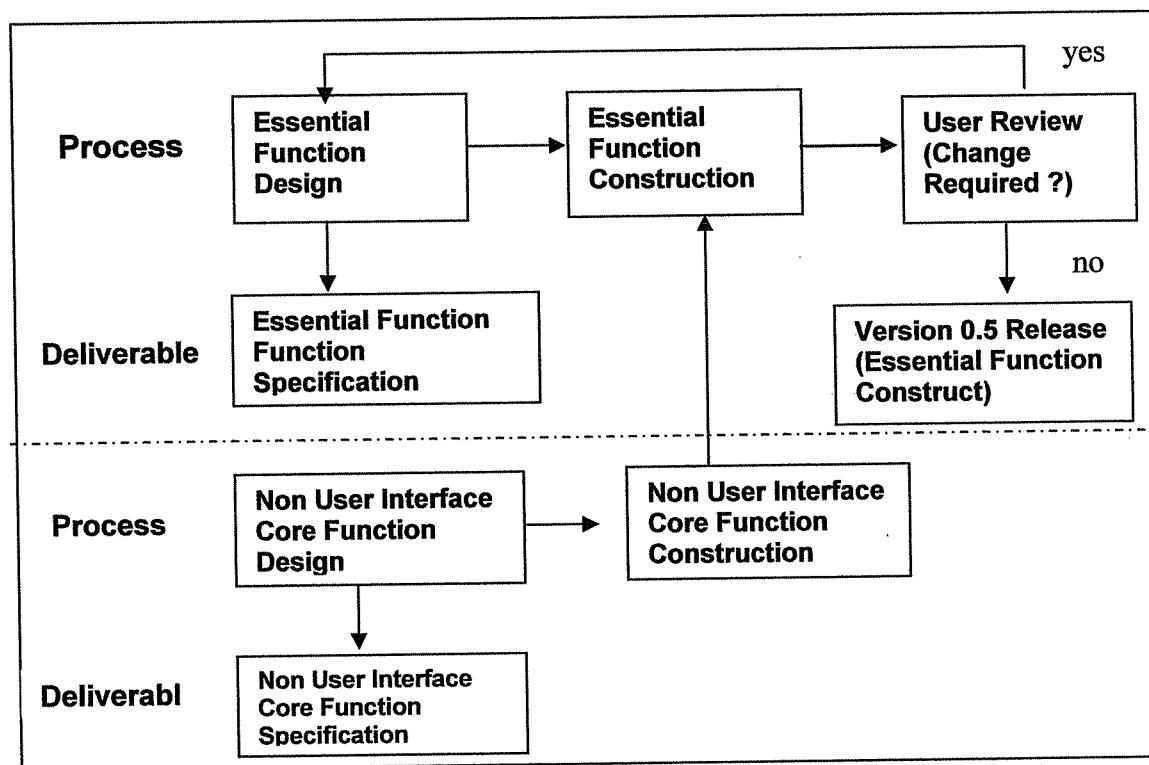 yes
Process
Essential
Function
Design
Essential
Function
Construction
User Review
(Change
Required ?)
no
Deliverable
Essential Function
Function
Specification
Version 0.5 Release
(Essential Function
Construct)
Process
Non User Interface
Core Function
Design
Non User Interface
Core Function
Construction
Deliverabl
Non User Interface
Core Function
Specification